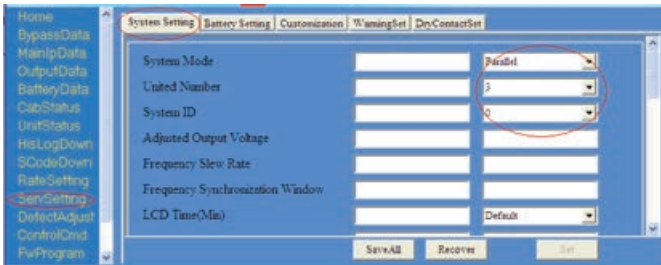 Home
BypassData
MainIpData
OutputData
BatteryData
CabStatus
UnitStatus
HisLogDown
SCodeDown
RateSetting
ServSetting
DetectAdjust
ControlCmd
FwProgram
System Setting Battery Setting Customization WarningSet DryContactSet
System Mode Parallel
United Number 3
System ID 0
Adjusted Output Voltage
Frequency Slew Rate
Frequency Synchronization Window
LCD Time(Min) Default
SaveAll Recover Set